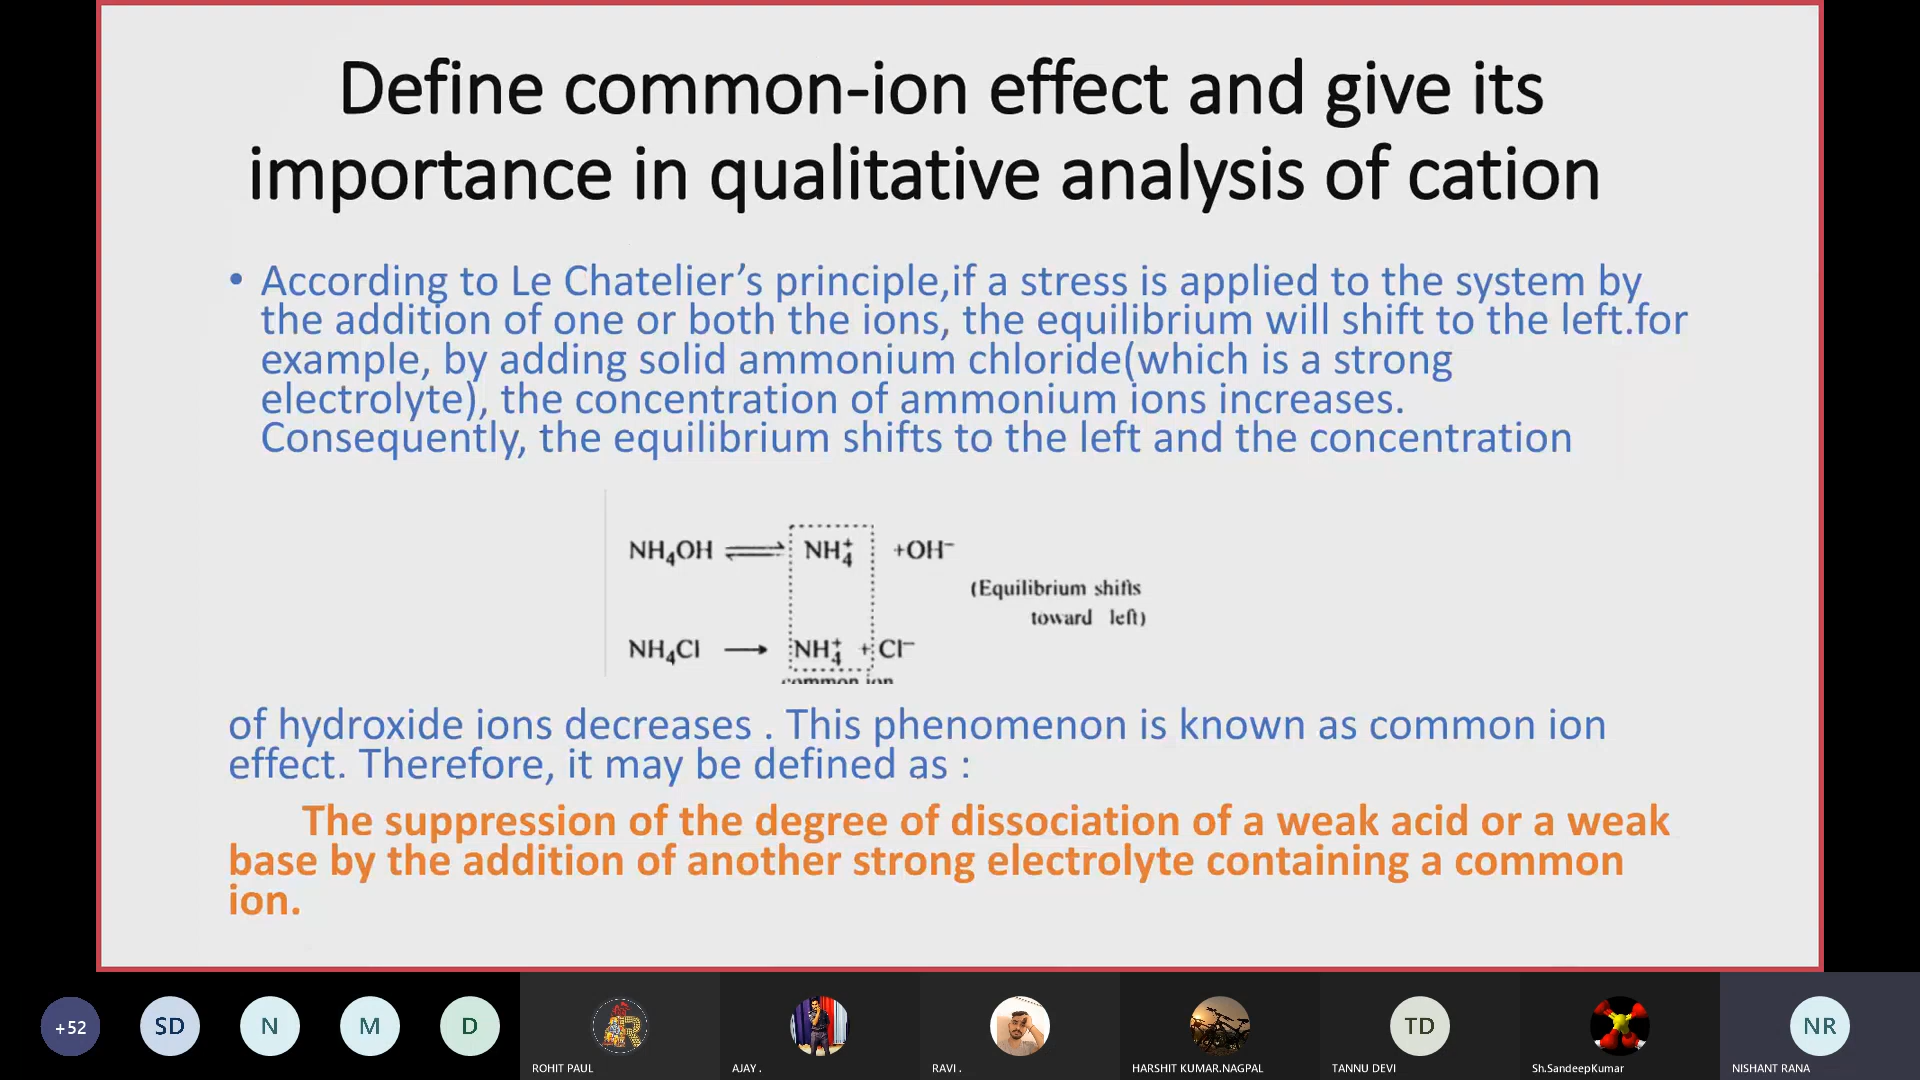 Define common-ion effect and give its
importance in qualitative analysis of cation
• According to Le Chatelier’s principle,if a stress is applied to the system by
the addition of one or both the ions, the equilibrium will shift to the left.for
example, by adding solid ammonium chloride(which is a strong
electrolyte), the concentration of ammonium ions increases.
Consequently, the equilibrium shifts to the left and the concentration
NH₄OH ⇌ NH₄⁺ +OH⁻
(Equilibrium shifts
toward left)
NH₄Cl ⟶ NH₄⁺ + Cl⁻
common ion
of hydroxide ions decreases . This phenomenon is known as common ion
effect. Therefore, it may be defined as :
The suppression of the degree of dissociation of a weak acid or a weak
base by the addition of another strong electrolyte containing a common
ion.
+52 SD N M D R TD NR
ROHIT PAUL AJAY . RAVI . HARSHIT KUMAR.NAGPAL TANNU DEVI Sh.SandeepKumar NISHANT RANA